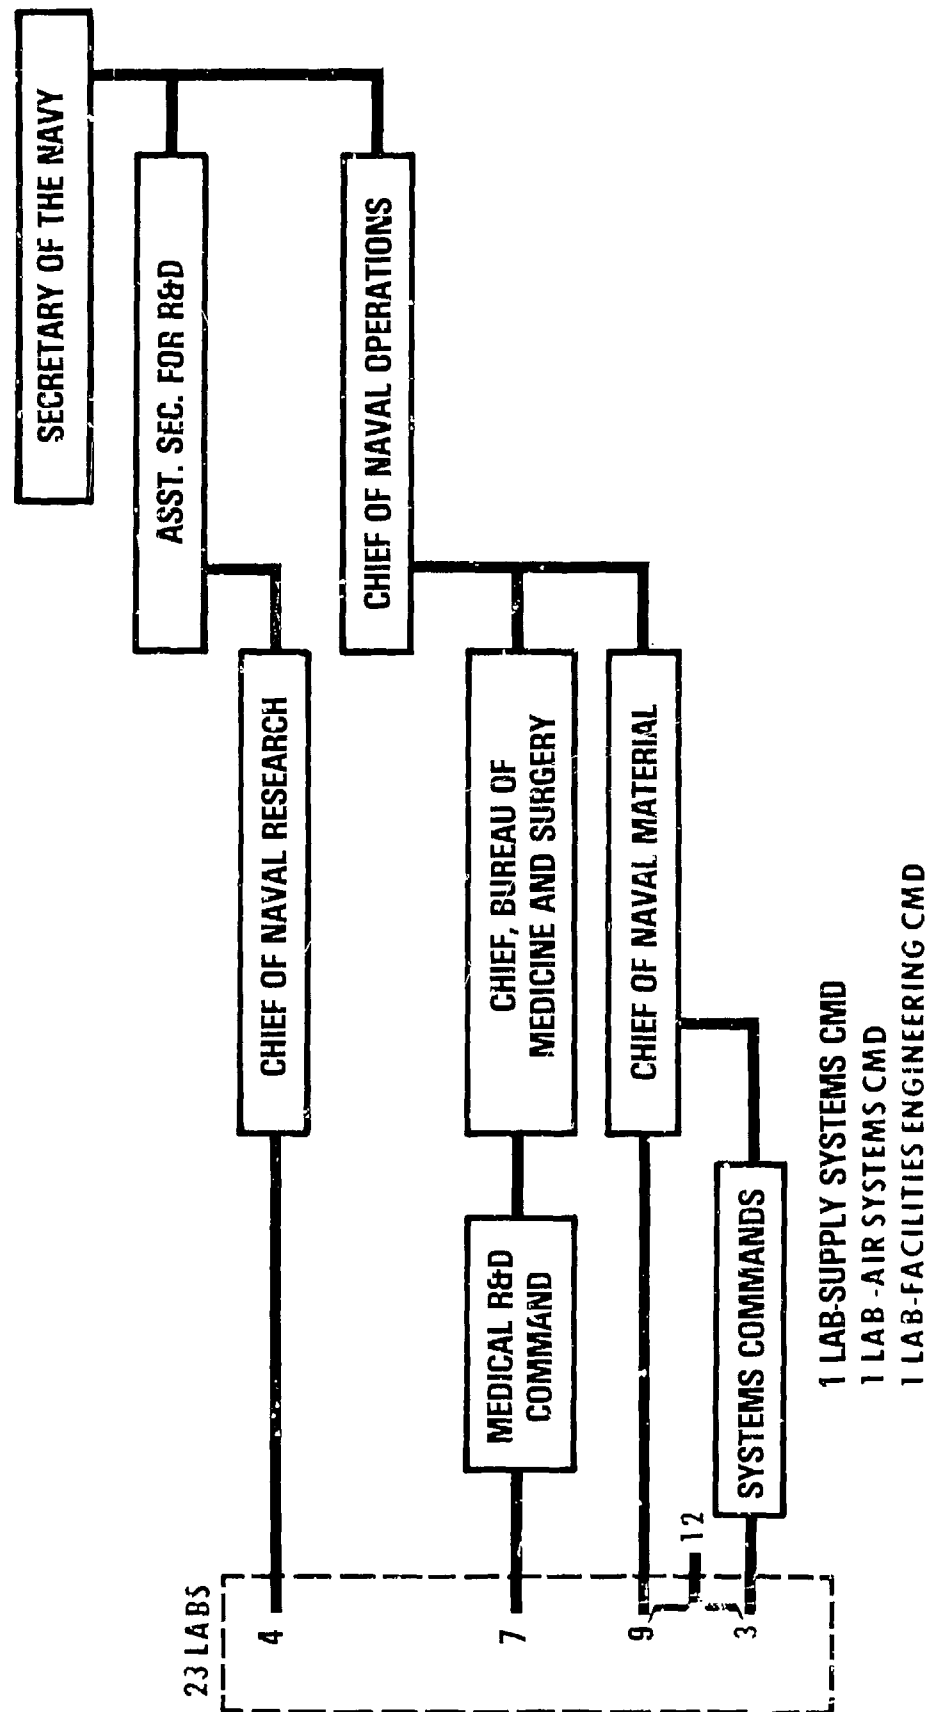 SECRETARY OF THE NAVY
ASST. SEC. FOR R&D
CHIEF OF NAVAL OPERATIONS
CHIEF OF NAVAL RESEARCH
CHIEF, BUREAU OF
MEDICINE AND SURGERY
CHIEF OF NAVAL MATERIAL
MEDICAL R&D
COMMAND
SYSTEMS COMMANDS
23 LABS
4
7
9
12
3
1 LAB-SUPPLY SYSTEMS CMD
1 LAB-AIR SYSTEMS CMD
1 LAB-FACILITIES ENGINEERING CMD